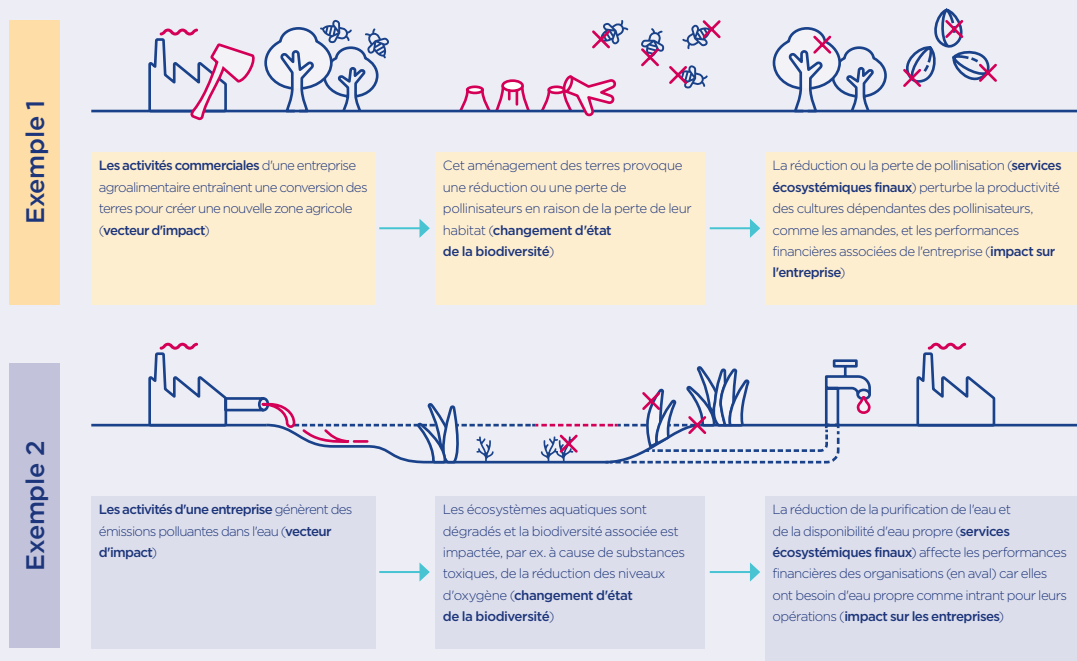 Exemple 1
Les activités commerciales d'une entreprise
agroalimentaire entraînent une conversion des
terres pour créer une nouvelle zone agricole
(vecteur d'impact)
Cet aménagement des terres provoque
une réduction ou une perte de
pollinisateurs en raison de la perte de leur
habitat (changement d'état
de la biodiversité)
La réduction ou la perte de pollinisation (services
écosystémiques finaux) perturbe la productivité
des cultures dépendantes des pollinisateurs,
comme les amandes, et les performances
financières associées de l'entreprise (impact sur
l'entreprise)
Exemple 2
Les activités d'une entreprise génèrent des
émissions polluantes dans l'eau (vecteur
d'impact)
Les écosystèmes aquatiques sont
dégradés et la biodiversité associée est
impactée, par ex. à cause de substances
toxiques, de la réduction des niveaux
d'oxygène (changement d'état
de la biodiversité)
La réduction de la purification de l'eau et
de la disponibilité d'eau propre (services
écosystémiques finaux) affecte les performances
financières des organisations (en aval) car elles
ont besoin d'eau propre comme intrant pour leurs
opérations (impact sur les entreprises)